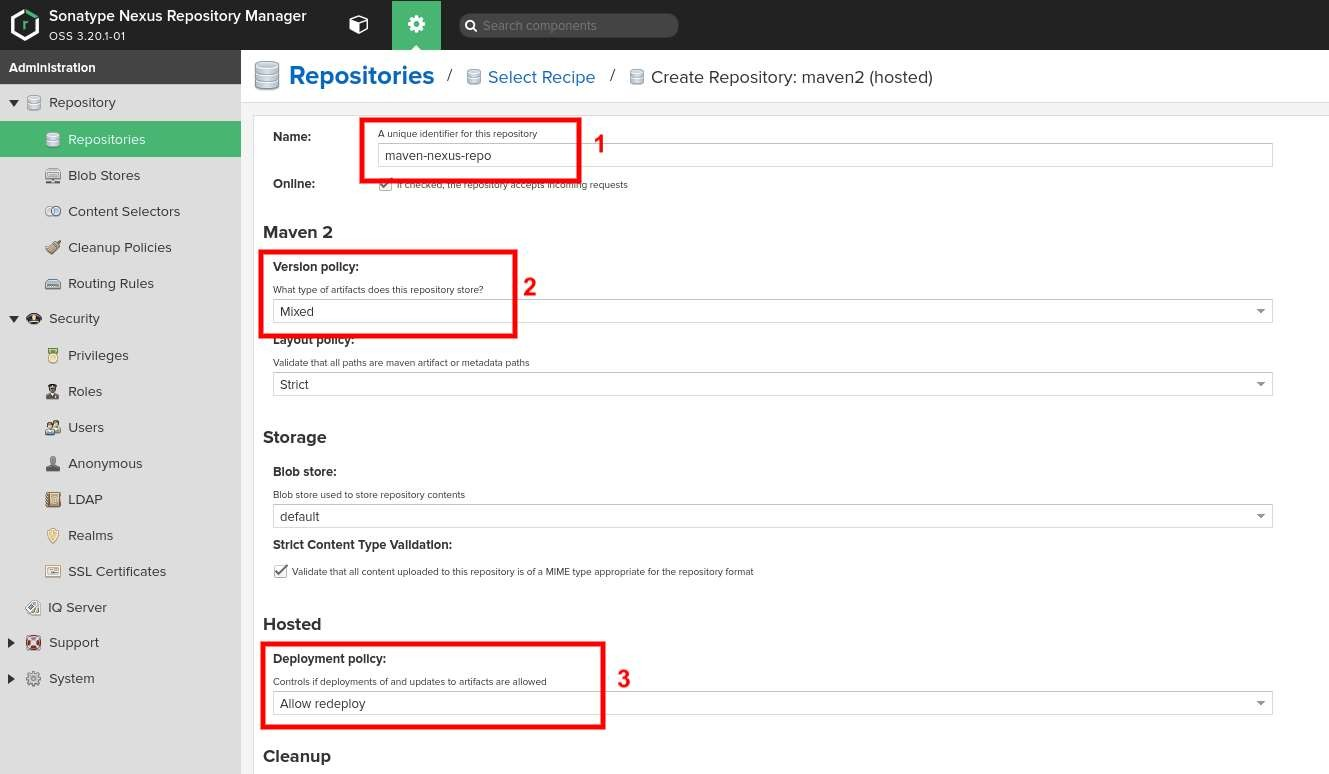 Sonatype Nexus Repository Manager
OSS 3.20.1-01
Search components
Administration
Repository
Repositories
Blob Stores
Content Selectors
Cleanup Policies
Routing Rules
Security
Privileges
Roles
Users
Anonymous
LDAP
Realms
SSL Certificates
IQ Server
Support
System
Repositories / Select Recipe / Create Repository: maven2 (hosted)
Name:
A unique identifier for this repository
maven-nexus-repo
1
Online:
If checked, the repository accepts incoming requests
Maven 2
Version policy:
What type of artifacts does this repository store?
2
Mixed
Layout policy:
Validate that all paths are maven artifact or metadata paths
Strict
Storage
Blob store:
Blob store used to store repository contents
default
Strict Content Type Validation:
Validate that all content uploaded to this repository is of a MIME type appropriate for the repository format
Hosted
Deployment policy:
Controls if deployments of and updates to artifacts are allowed
3
Allow redeploy
Cleanup